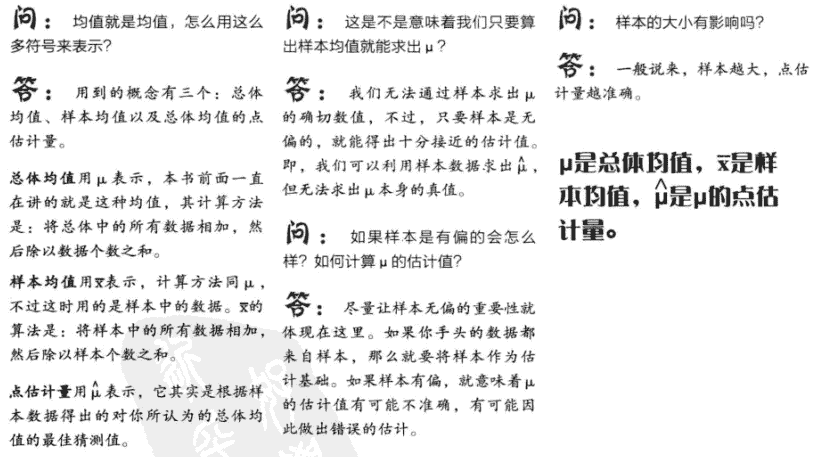 问： 均值就是均值，怎么用这么
多符号来表示？
答： 用到的概念有三个：总体
均值、样本均值以及总体均值的点
估计量。
总体均值用 μ 表示，本书前面一直
在讲的就是这种均值，其计算方法
是：将总体中的所有数据相加，然
后除以数据个数之和。
样本均值用x̅表示，计算方法同 μ，
不过这时用的是样本中的数据。x̅的
算法是：将样本中的所有数据相加，
然后除以样本个数之和。
点估计量用 μ̂ 表示，它其实是根据样
本数据得出的对你所认为的总体均
值的最佳猜测值。
问： 这是不是意味着我们只要算
出样本均值就能求出 μ？
答： 我们无法通过样本求出 μ
的确切数值，不过，只要样本是无
偏的，就能得出十分接近的估计值。
即，我们可以利用样本数据求出 μ̂，
但无法求出 μ 本身的真值。
问： 如果样本是有偏的会怎么
样？如何计算 μ 的估计值？
答： 尽量让样本无偏的重要性就
体现在这里。如果你手头的数据都
来自样本，那么就要将样本作为估
计基础。如果样本有偏，就意味着 μ
的估计值有可能不准确，有可能因
此做出错误的估计。
问： 样本的大小有影响吗？
答： 一般说来，样本越大，点估
计量越准确。
μ是总体均值，x̅是样
本均值，μ̂是μ的点估
计量。